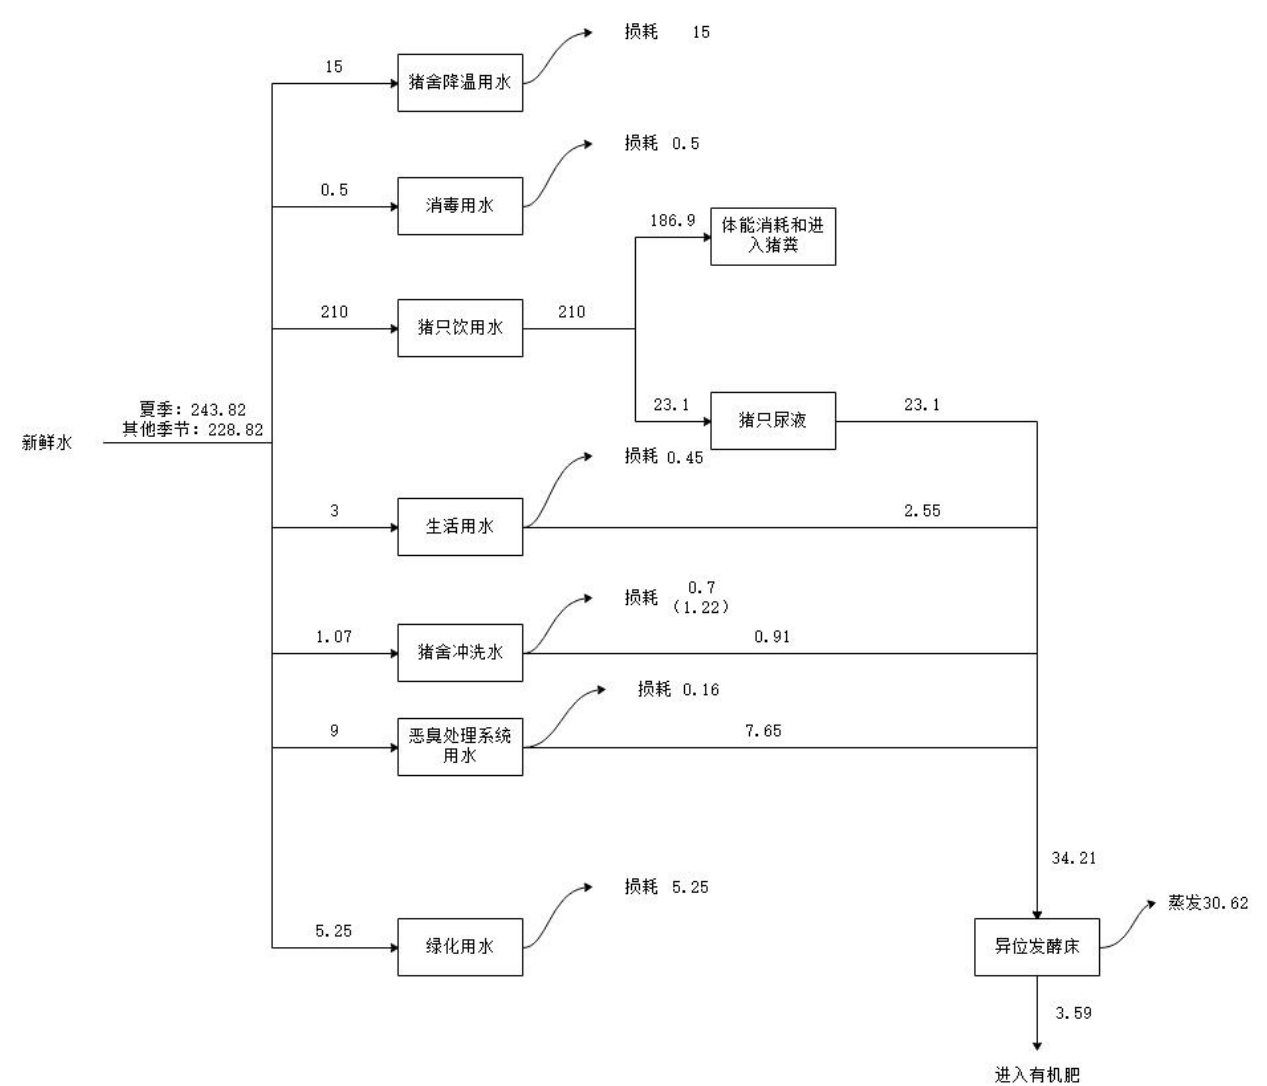 损耗 15
15
猪舍降温用水
损耗 0.5
0.5
消毒用水
186.9
体能消耗和进
入猪粪
210
猪只饮用水
210
23.1
猪只尿液
23.1
夏季：243.82
其他季节：228.82
新鲜水
损耗 0.45
3
生活用水
2.55
损耗 0.7
（1.22）
1.07
猪舍冲洗水
0.91
损耗 0.16
9
恶臭处理系统
用水
7.65
34.21
损耗 5.25
5.25
绿化用水
蒸发30.62
异位发酵床
3.59
进入有机肥